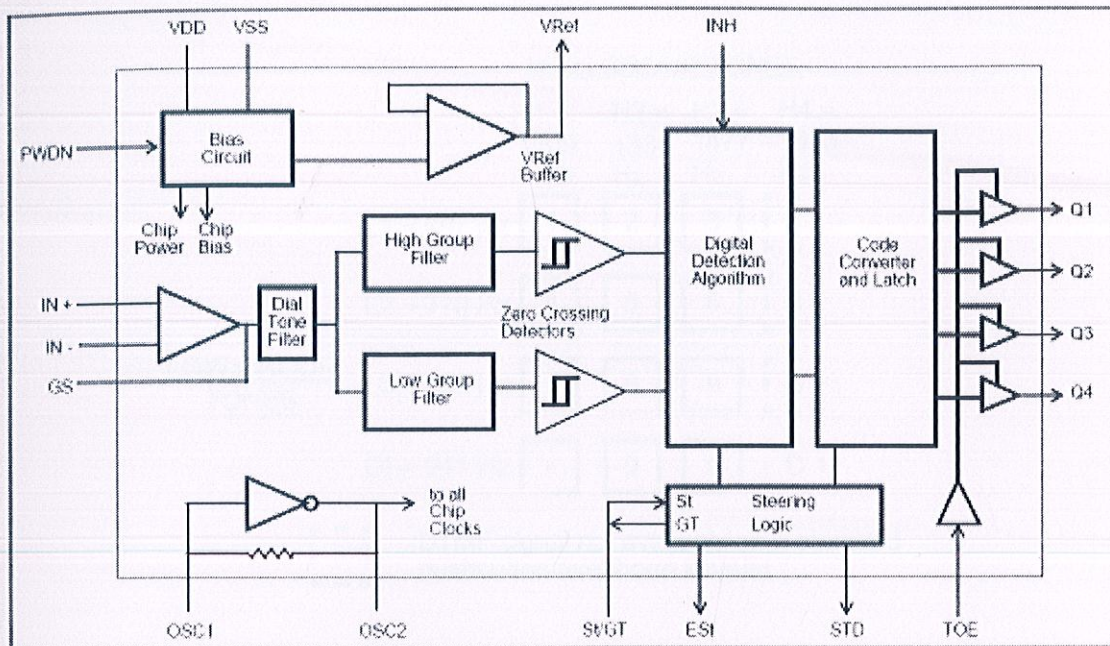 VDD VSS VRef INH
PWDN
Bias
Circuit
VRef
Buffer
Chip
Power
Chip
Bias
High Group
Filter
Digital
Detection
Algorithm
Code
Converter
and Latch
Q1
Q2
Q3
Q4
IN +
IN -
GS
Dial
Tone
Filter
Zero Crossing
Detectors
Low Group
Filter
to all
Chip
Clocks
St Steering
GT Logic
OSC1 OSC2 St/GT ESt STD TOE